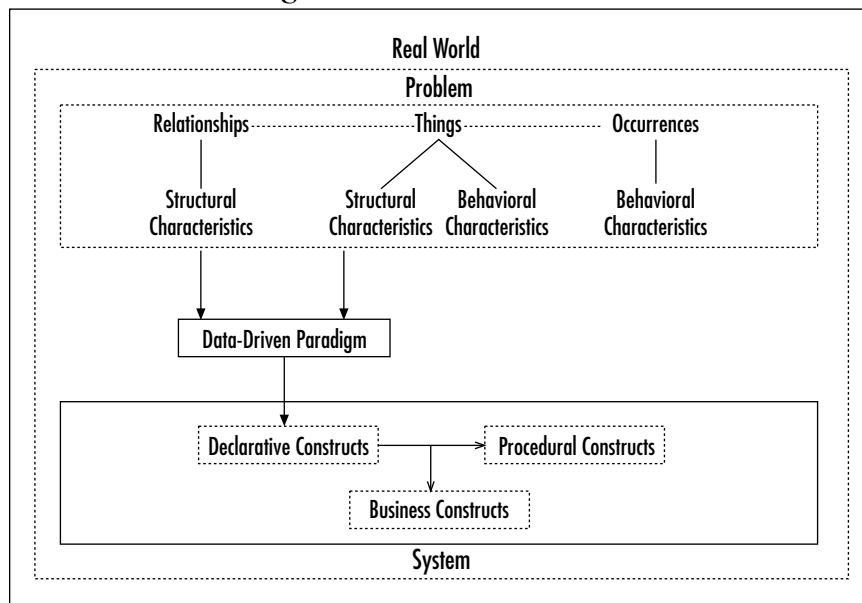 g
Real World
Problem
Relationships Things Occurrences
Structural Structural Behavioral Behavioral
Characteristics Characteristics Characteristics Characteristics
Data-Driven Paradigm
Declarative Constructs Procedural Constructs
Business Constructs
System